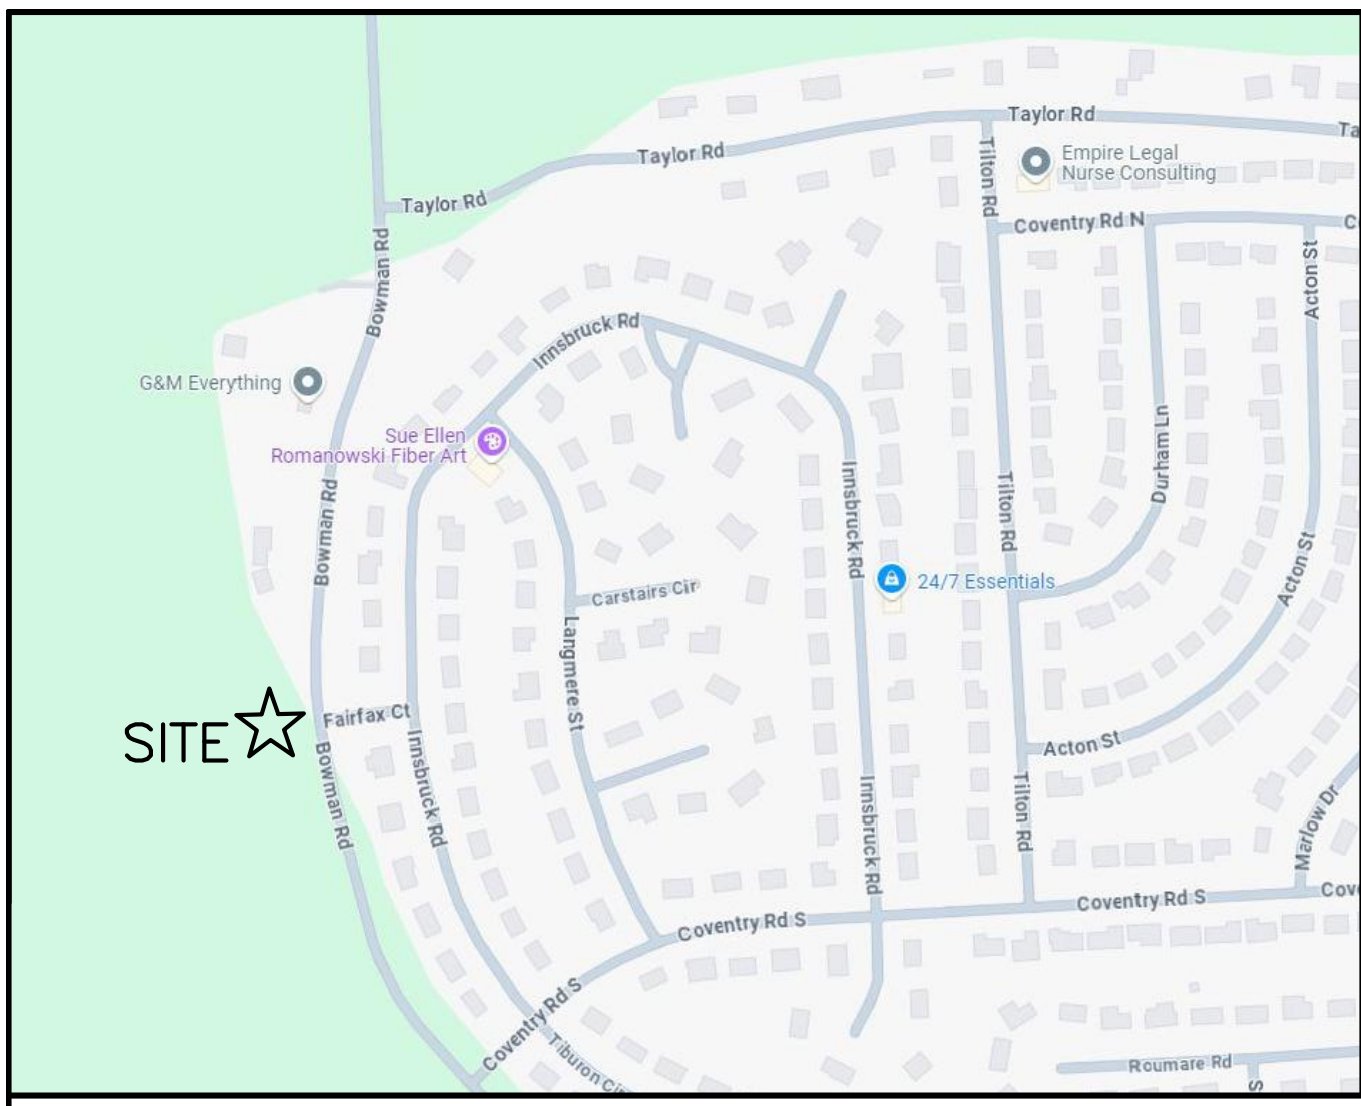 Taylor Rd
Ta
Taylor Rd
Tilton Rd
Empire Legal
Nurse Consulting
Taylor Rd
Coventry Rd N
C
Bowman Rd
Acton St
Innsbruck Rd
G&M Everything
Sue Ellen
Romanowski Fiber Art
Durham Ln
Bowman Rd
Innsbruck Rd
Tilton Rd
Acton St
24/7 Essentials
Carstairs Cir
Langmere St
SITE
Fairfax Ct
Bowman Rd
Innsbruck Rd
Acton St
Tilton Rd
Innsbruck Rd
Marlow Dr
Coventry Rd S
Coventry Rd S
Cov
Coventry Rd S
Tiburon Cir
Roumare Rd
S